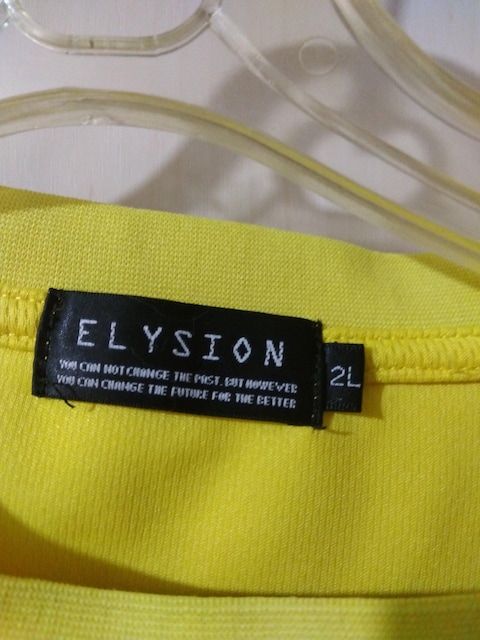 ELYSION
YOU CAN NOT CHANGE THE PAST. BUT HOWEVER
YOU CAN CHANGE THE FUTURE FOR THE BETTER
2L